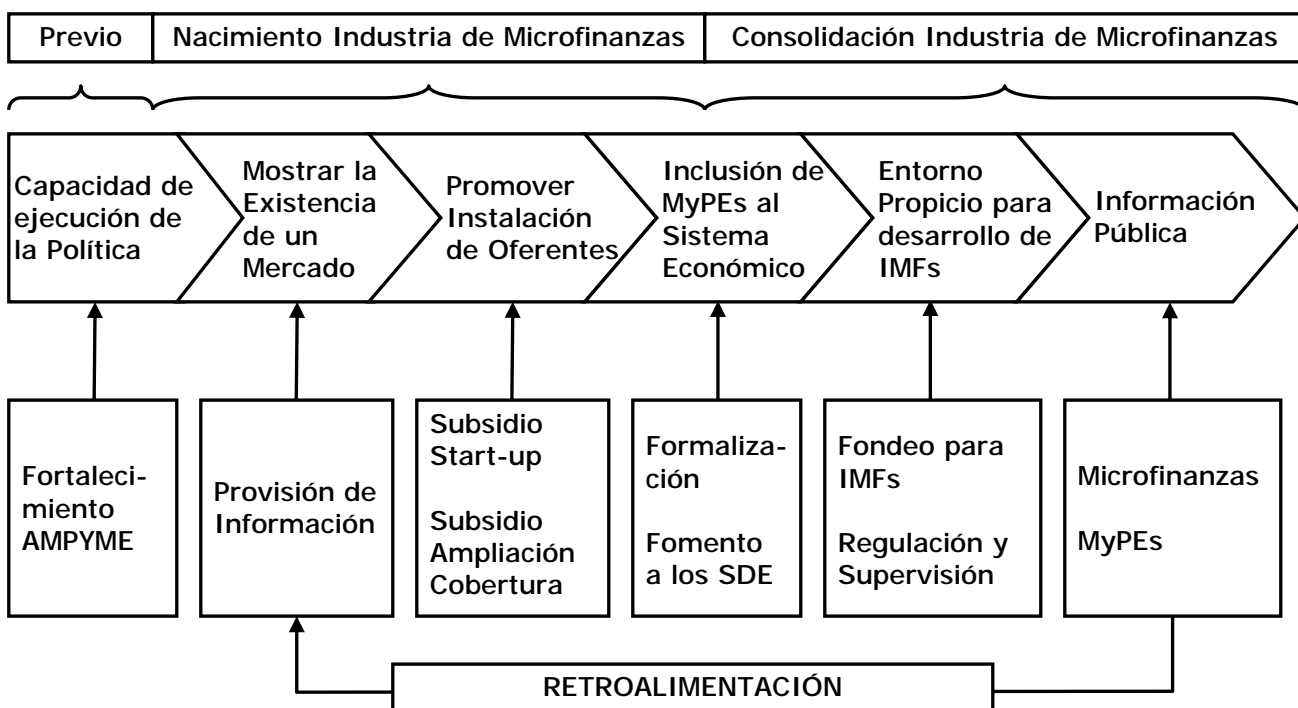 Previo
Nacimiento Industria de Microfinanzas
Consolidación Industria de Microfinanzas
Capacidad de
ejecución de
la Política
Mostrar la
Existencia
de un
Mercado
Promover
Instalación
de Oferentes
Inclusión de
MyPEs al
Sistema
Económico
Entorno
Propicio para
desarrollo de
IMFs
Información
Pública
Fortaleci-
miento
AMPYME
Provisión de
Información
Subsidio
Start-up
Subsidio
Ampliación
Cobertura
Formaliza-
ción
Fomento
a los SDE
Fondeo para
IMFs
Regulación y
Supervisión
Microfinanzas
MyPEs
RETROALIMENTACIÓN